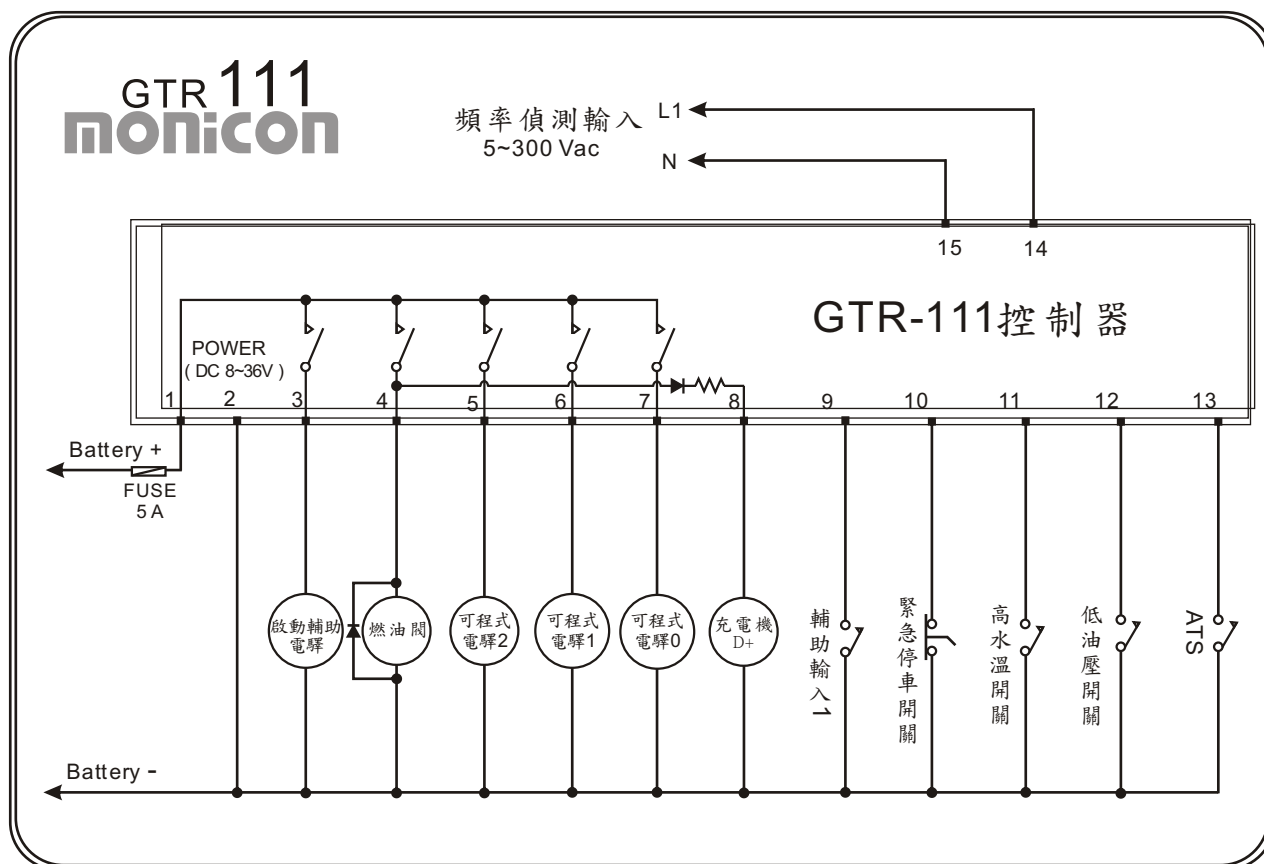 GTR 111
monicon
頻率偵測輸入
5~300 Vac
L1
N
15
14
GTR-111控制器
POWER
( DC 8~36V )
1
2
3
4
5
6
7
8
9
10
11
12
13
Battery +
FUSE
5 A
啟動輔助
電驛
燃油閥
可程式
電驛2
可程式
電驛1
可程式
電驛0
充電機
D+
輔助輸入1
緊急停車開關
高水溫開關
低油壓開關
ATS
Battery -